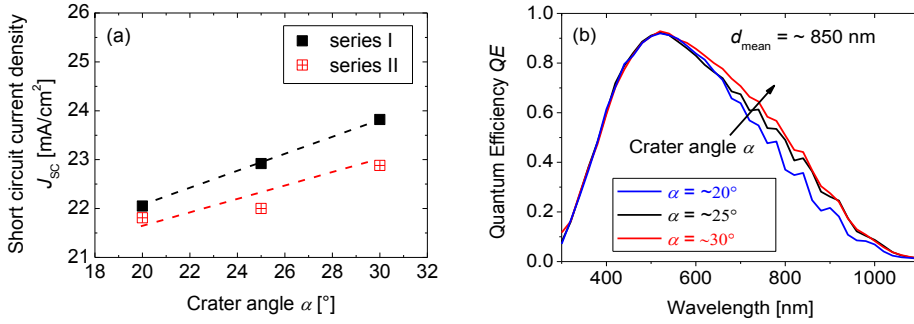 (a)
series I
series II
Short circuit current density
J_SC [mA/cm²]
24
23
22
21
18 20 22 24 26 28 30 32
Crater angle α [°]
(b)
d_mean = ~ 850 nm
Crater angle α
α = ~20°
α = ~25°
α = ~30°
Quantum Efficiency QE
1.0
0.8
0.6
0.4
0.2
0.0
400 600 800 1000
Wavelength [nm]